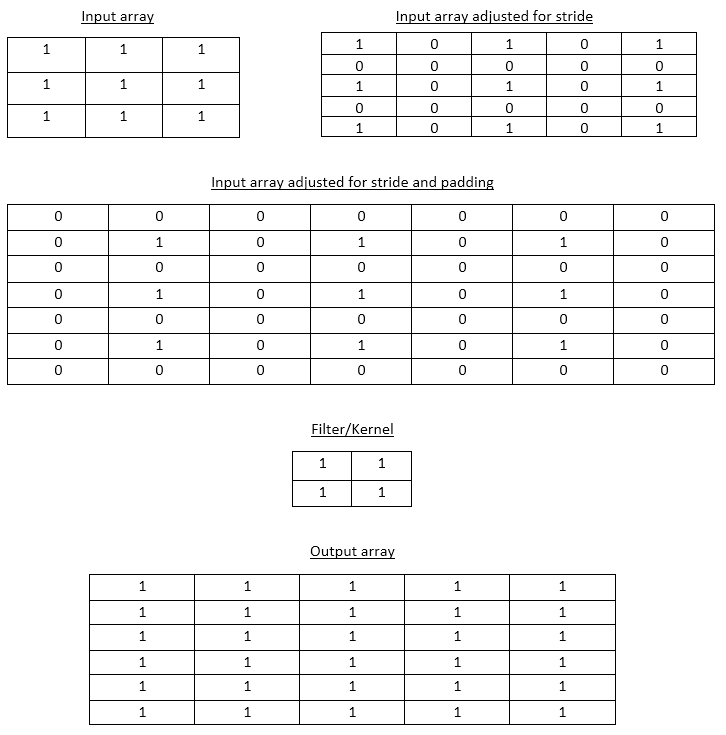 Input array
Input array adjusted for stride
1 1 1
1 1 1
1 1 1
1 0 1 0 1
0 0 0 0 0
1 0 1 0 1
0 0 0 0 0
1 0 1 0 1
Input array adjusted for stride and padding
0 0 0 0 0 0 0
0 1 0 1 0 1 0
0 0 0 0 0 0 0
0 1 0 1 0 1 0
0 0 0 0 0 0 0
0 1 0 1 0 1 0
0 0 0 0 0 0 0
Filter/Kernel
1 1
1 1
Output array
1 1 1 1 1
1 1 1 1 1
1 1 1 1 1
1 1 1 1 1
1 1 1 1 1
1 1 1 1 1